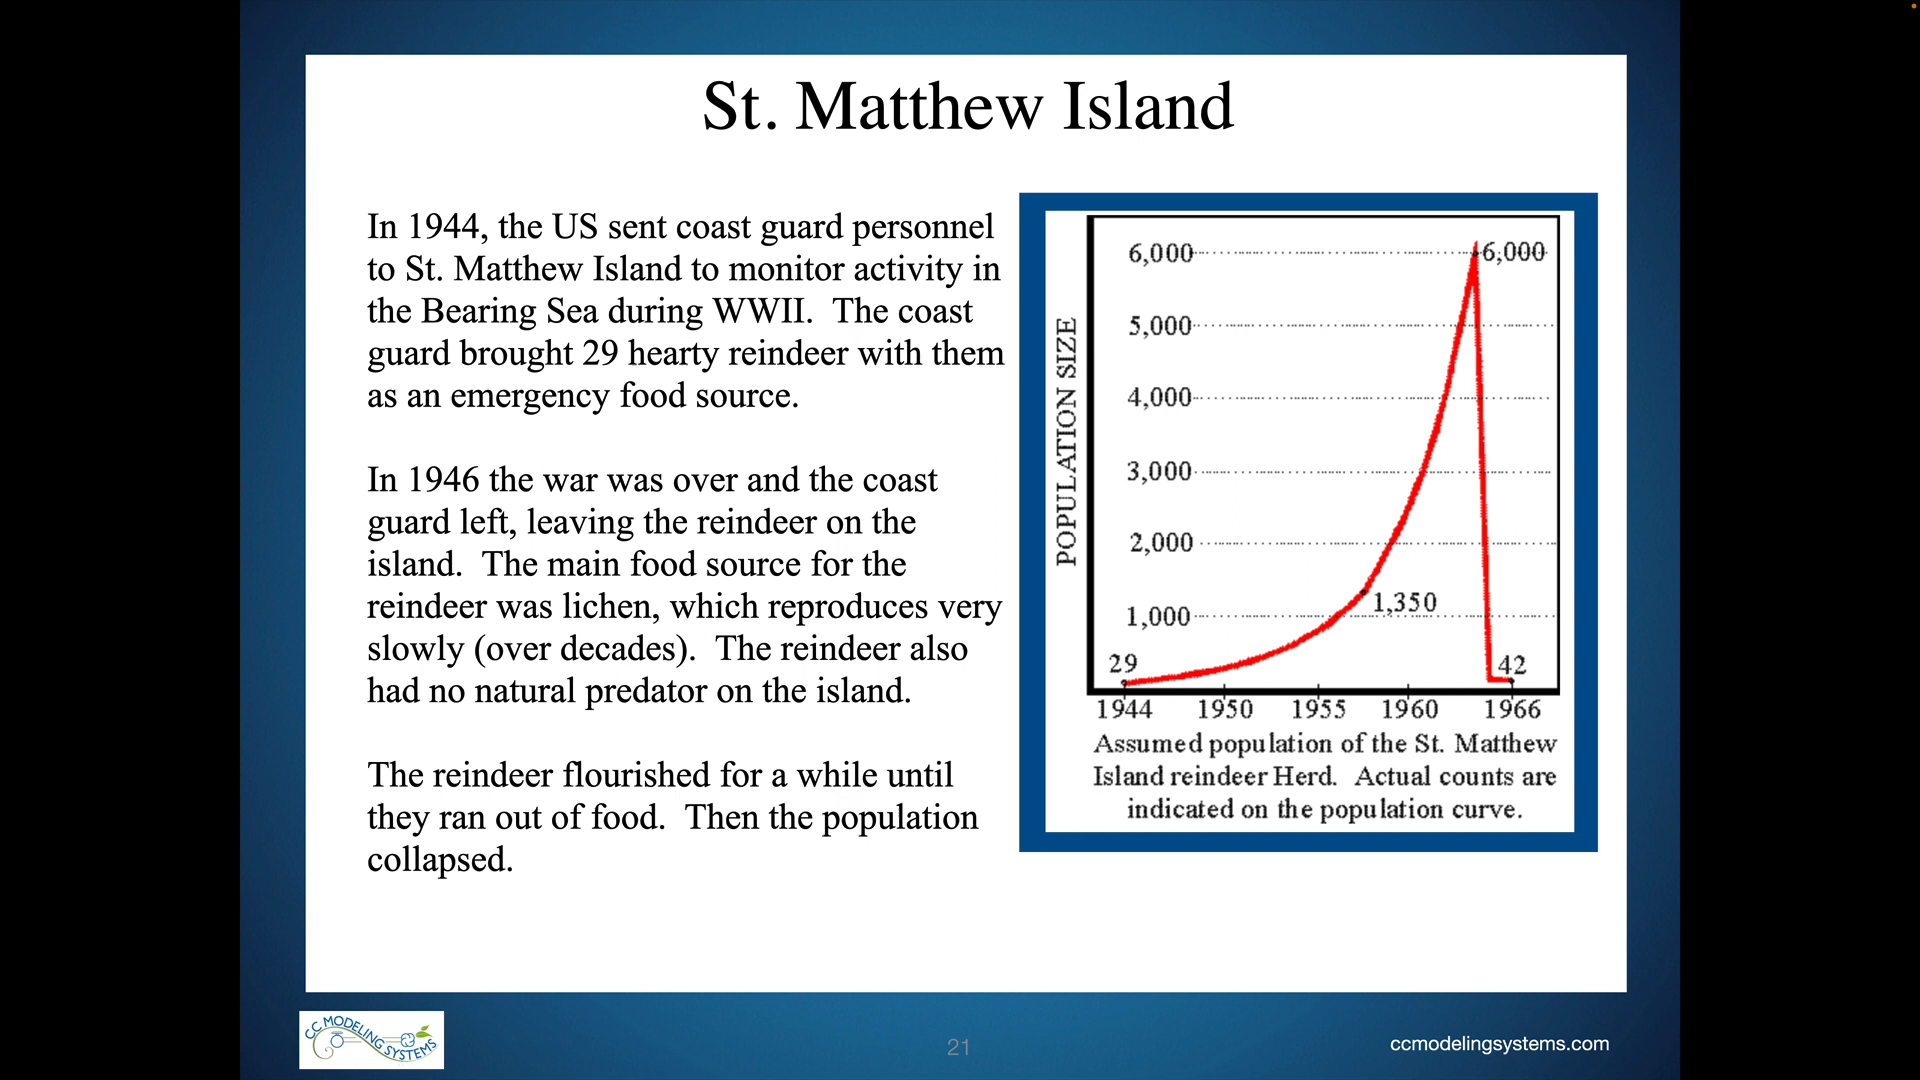 St. Matthew Island
In 1944, the US sent coast guard personnel
to St. Matthew Island to monitor activity in
the Bearing Sea during WWII.  The coast
guard brought 29 hearty reindeer with them
as an emergency food source.
In 1946 the war was over and the coast
guard left, leaving the reindeer on the
island.  The main food source for the
reindeer was lichen, which reproduces very
slowly (over decades).  The reindeer also
had no natural predator on the island.
The reindeer flourished for a while until
they ran out of food.  Then the population
collapsed.
POPULATION SIZE
6,000
6,000
5,000
4,000
3,000
2,000
1,350
1,000
29
42
1944 1950 1955 1960 1966
Assumed population of the St. Matthew
Island reindeer Herd.  Actual counts are
indicated on the population curve.
CC MODELING SYSTEMS
21
ccmodelingsystems.com